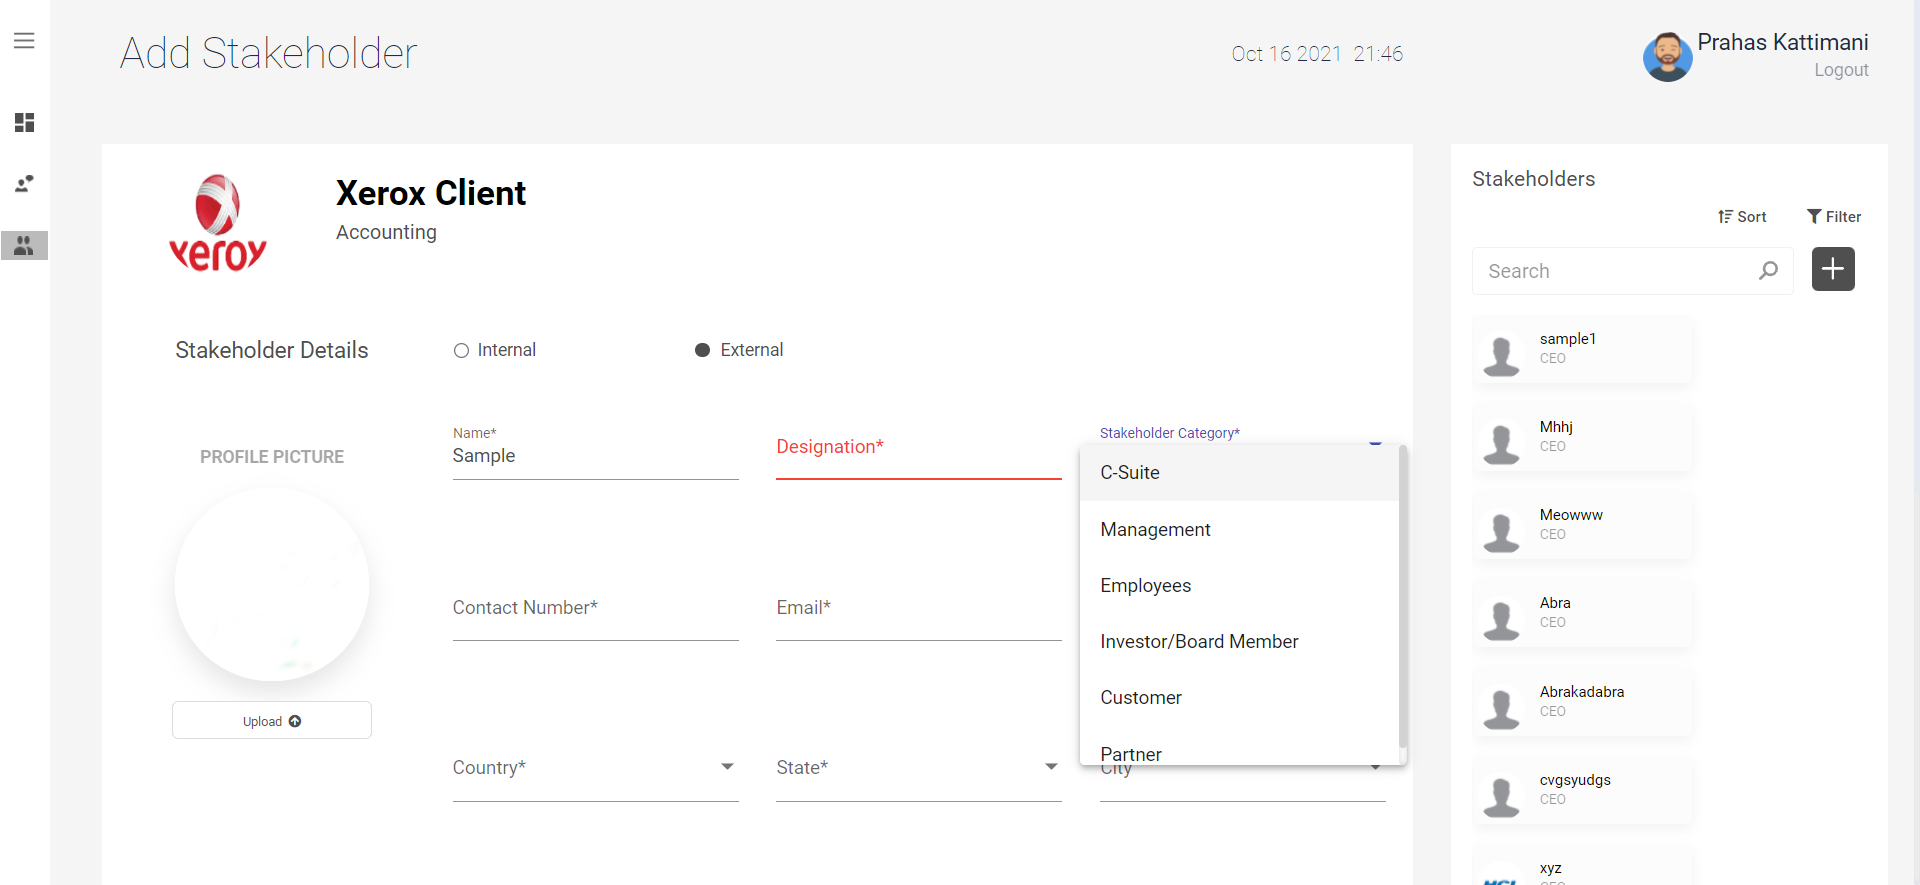 Add Stakeholder
Oct 16 2021 21:46
Prahas Kattimani
Logout
xeroy
Xerox Client
Accounting
Stakeholder Details
Internal
External
PROFILE PICTURE
Upload
Name*
Sample
Designation*
Stakeholder Category*
C-Suite
Management
Employees
Investor/Board Member
Customer
Partner
Contact Number*
Email*
Country*
State*
City
Stakeholders
Sort
Filter
Search
sample1
CEO
Mhhj
CEO
Meowww
CEO
Abra
CEO
Abrakadabra
CEO
cvgsyudgs
CEO
xyz
CEO